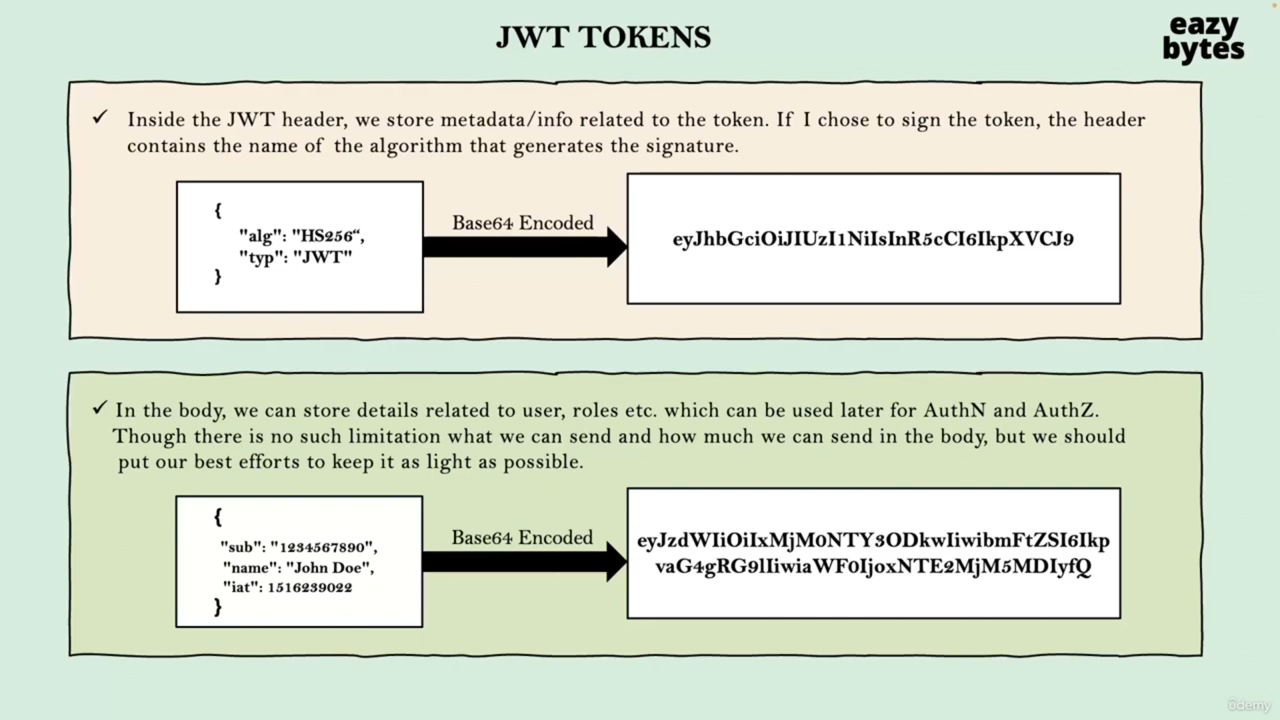 JWT TOKENS
eazy
bytes
✓ Inside the JWT header, we store metadata/info related to the token. If I chose to sign the token, the header
contains the name of the algorithm that generates the signature.
{
"alg": "HS256“,
"typ": "JWT"
}
Base64 Encoded
eyJhbGciOiJIUzI1NiIsInR5cCI6IkpXVCJ9
✓ In the body, we can store details related to user, roles etc. which can be used later for AuthN and AuthZ.
Though there is no such limitation what we can send and how much we can send in the body, but we should
put our best efforts to keep it as light as possible.
{
"sub": "1234567890",
"name": "John Doe",
"iat": 1516239022
}
Base64 Encoded
eyJzdWIiOiIxMjM0NTY3ODkwIiwibmFtZSI6Ikp
vaG4gRG9lIiwiaWF0IjoxNTE2MjM5MDIyfQ
ûdemy